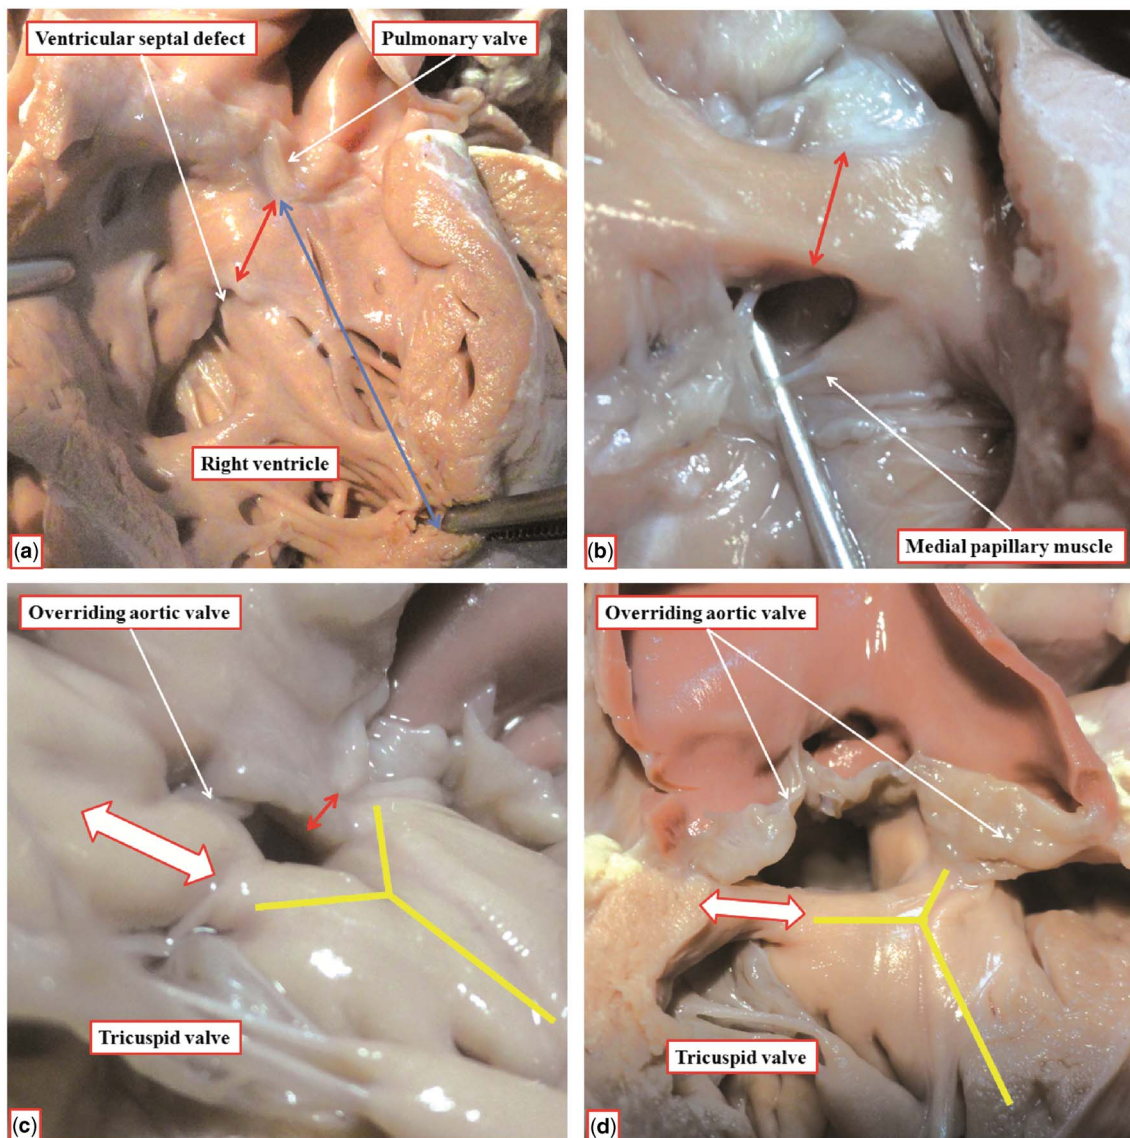 Ventricular septal defect
Pulmonary valve
Right ventricle
(a)
Medial papillary muscle
(b)
Overriding aortic valve
Tricuspid valve
(c)
Overriding aortic valve
Tricuspid valve
(d)